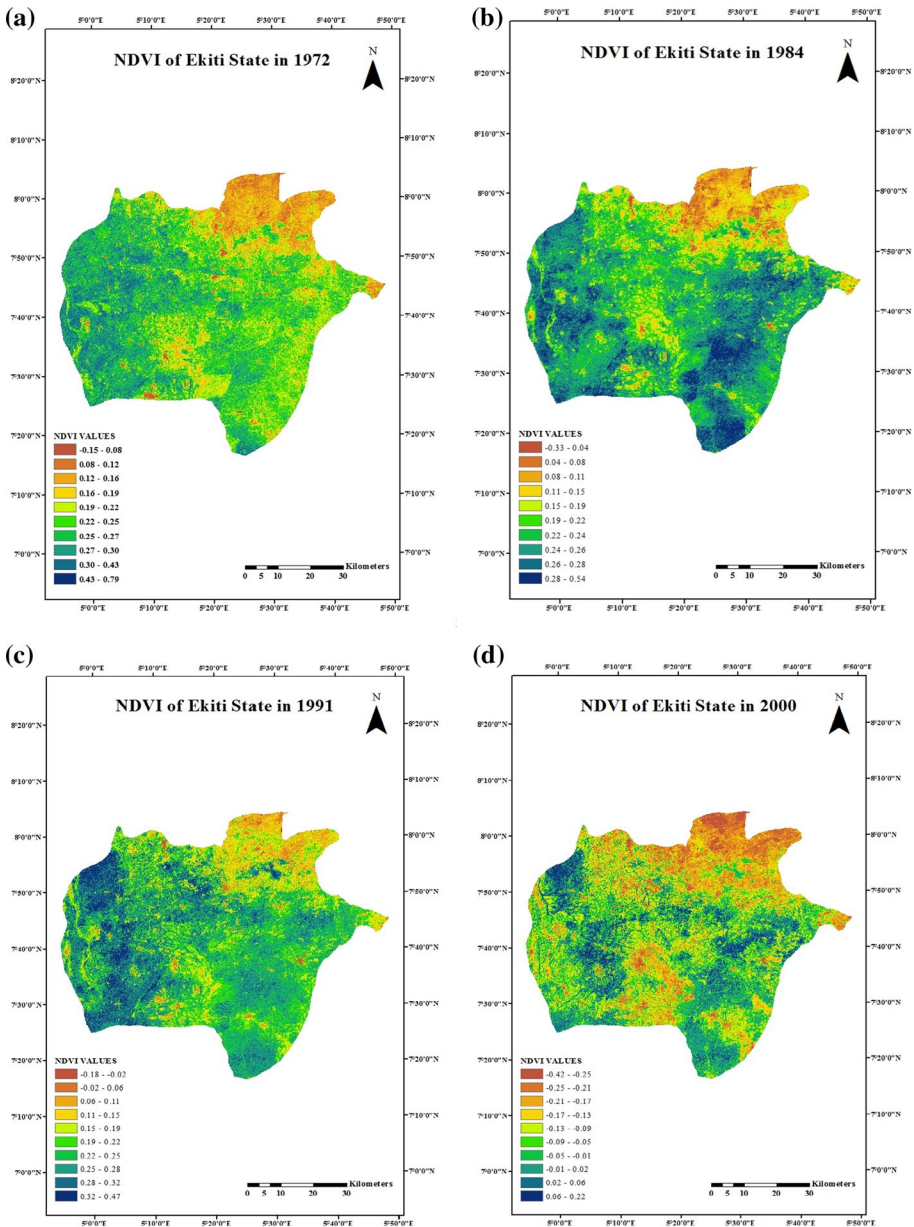 (a)
5°0'0"E 5°10'0"E 5°20'0"E 5°30'0"E 5°40'0"E 5°50'0"E
NDVI of Ekiti State in 1972
N
8°20'0"N
8°10'0"N
8°0'0"N
7°50'0"N
7°40'0"N
7°30'0"N
7°20'0"N
7°0'0"N
8°20'0"N
8°10'0"N
8°0'0"N
7°50'0"N
7°40'0"N
7°30'0"N
7°20'0"N
7°0'0"N
NDVI VALUES
-0.15 - 0.08
0.08 - 0.12
0.12 - 0.16
0.16 - 0.19
0.19 - 0.22
0.22 - 0.25
0.25 - 0.27
0.27 - 0.30
0.30 - 0.43
0.43 - 0.79
Kilometers
0 5 10 20 30
5°0'0"E 5°10'0"E 5°20'0"E 5°30'0"E 5°40'0"E 5°50'0"E
(b)
5°0'0"E 5°10'0"E 5°20'0"E 5°30'0"E 5°40'0"E 5°50'0"E
NDVI of Ekiti State in 1984
N
8°20'0"N
8°10'0"N
8°0'0"N
7°50'0"N
7°40'0"N
7°30'0"N
7°20'0"N
7°0'0"N
8°20'0"N
8°10'0"N
8°0'0"N
7°50'0"N
7°40'0"N
7°30'0"N
7°20'0"N
7°0'0"N
NDVI VALUES
-0.33 - 0.04
0.04 - 0.08
0.08 - 0.11
0.11 - 0.15
0.15 - 0.19
0.19 - 0.22
0.22 - 0.24
0.24 - 0.26
0.26 - 0.28
0.28 - 0.54
Kilometers
0 5 10 20 30
5°0'0"E 5°10'0"E 5°20'0"E 5°30'0"E 5°40'0"E 5°50'0"E
(c)
5°0'0"E 5°10'0"E 5°20'0"E 5°30'0"E 5°40'0"E 5°50'0"E
NDVI of Ekiti State in 1991
N
8°20'0"N
8°10'0"N
8°0'0"N
7°50'0"N
7°40'0"N
7°30'0"N
7°20'0"N
7°0'0"N
8°20'0"N
8°10'0"N
8°0'0"N
7°50'0"N
7°40'0"N
7°30'0"N
7°20'0"N
7°0'0"N
NDVI VALUES
-0.18 - -0.02
-0.02 - 0.06
0.06 - 0.11
0.11 - 0.15
0.15 - 0.19
0.19 - 0.22
0.22 - 0.25
0.25 - 0.28
0.28 - 0.32
0.32 - 0.47
Kilometers
0 5 10 20 30
5°0'0"E 5°10'0"E 5°20'0"E 5°30'0"E 5°40'0"E 5°50'0"E
(d)
5°0'0"E 5°10'0"E 5°20'0"E 5°30'0"E 5°40'0"E 5°50'0"E
NDVI of Ekiti State in 2000
N
8°20'0"N
8°10'0"N
8°0'0"N
7°50'0"N
7°40'0"N
7°30'0"N
7°20'0"N
7°0'0"N
8°20'0"N
8°10'0"N
8°0'0"N
7°50'0"N
7°40'0"N
7°30'0"N
7°20'0"N
7°0'0"N
NDVI VALUES
-0.42 - -0.25
-0.25 - -0.21
-0.21 - -0.17
-0.17 - -0.13
-0.13 - -0.09
-0.09 - -0.05
-0.05 - -0.01
-0.01 - 0.02
0.02 - 0.06
0.06 - 0.22
Kilometers
0 5 10 20 30
5°0'0"E 5°10'0"E 5°20'0"E 5°30'0"E 5°40'0"E 5°50'0"E